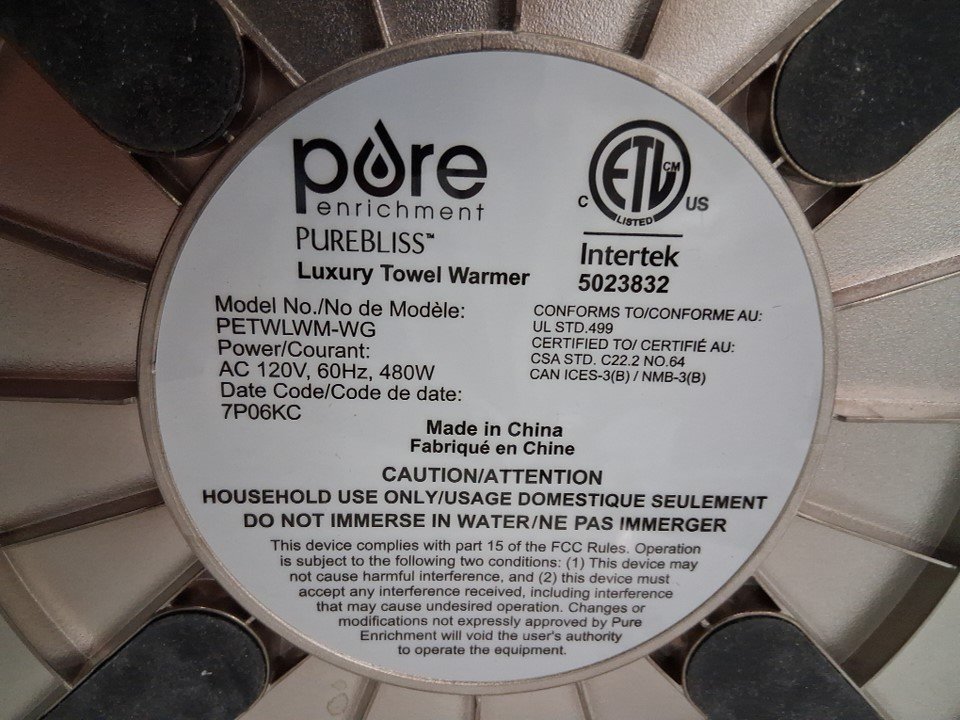 pure
enrichment
PUREBLISS™
Luxury Towel Warmer
ETL CM
LISTED
C US
Intertek
5023832
Model No./No de Modèle:
PETWLWM-WG
Power/Courant:
AC 120V, 60Hz, 480W
Date Code/Code de date:
7P06KC
CONFORMS TO/CONFORME AU:
UL STD.499
CERTIFIED TO/ CERTIFIÉ AU:
CSA STD. C22.2 NO.64
CAN ICES-3(B) / NMB-3(B)
Made in China
Fabriqué en Chine
CAUTION/ATTENTION
HOUSEHOLD USE ONLY/USAGE DOMESTIQUE SEULEMENT
DO NOT IMMERSE IN WATER/NE PAS IMMERGER
This device complies with part 15 of the FCC Rules. Operation
is subject to the following two conditions: (1) This device may
not cause harmful interference, and (2) this device must
accept any interference received, including interference
that may cause undesired operation. Changes or
modifications not expressly approved by Pure
Enrichment will void the user's authority
to operate the equipment.